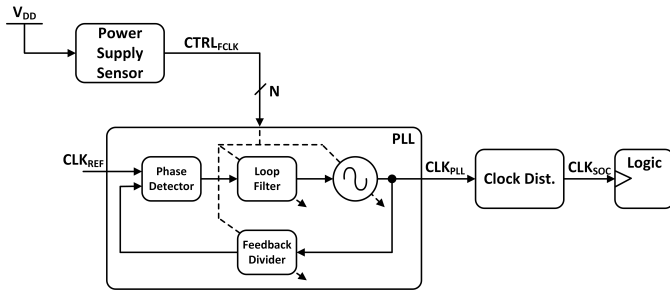 VDD
Power
Supply
Sensor
CTRLFCLK
N
PLL
CLKREF
Phase
Detector
Loop
Filter
CLKPLL
Clock Dist.
CLKSOC
Logic
Feedback
Divider